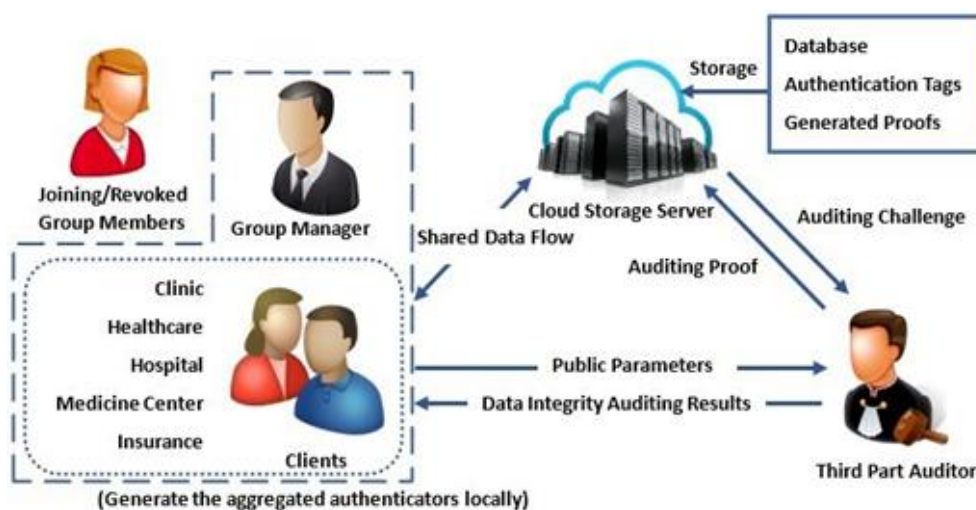 Joining/Revoked
Group Members
Group Manager
Clinic
Healthcare
Hospital
Medicine Center
Insurance
Clients
(Generate the aggregated authenticators locally)
Shared Data Flow
Cloud Storage Server
Storage
Database
Authentication Tags
Generated Proofs
Auditing Challenge
Auditing Proof
Public Parameters
Data Integrity Auditing Results
Third Part Auditor